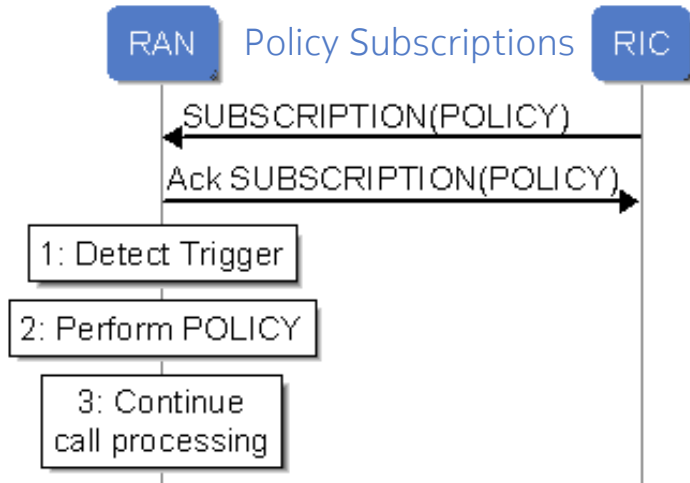 RAN
Policy Subscriptions
RIC
SUBSCRIPTION(POLICY)
Ack SUBSCRIPTION(POLICY)
1: Detect Trigger
2: Perform POLICY
3: Continue
call processing